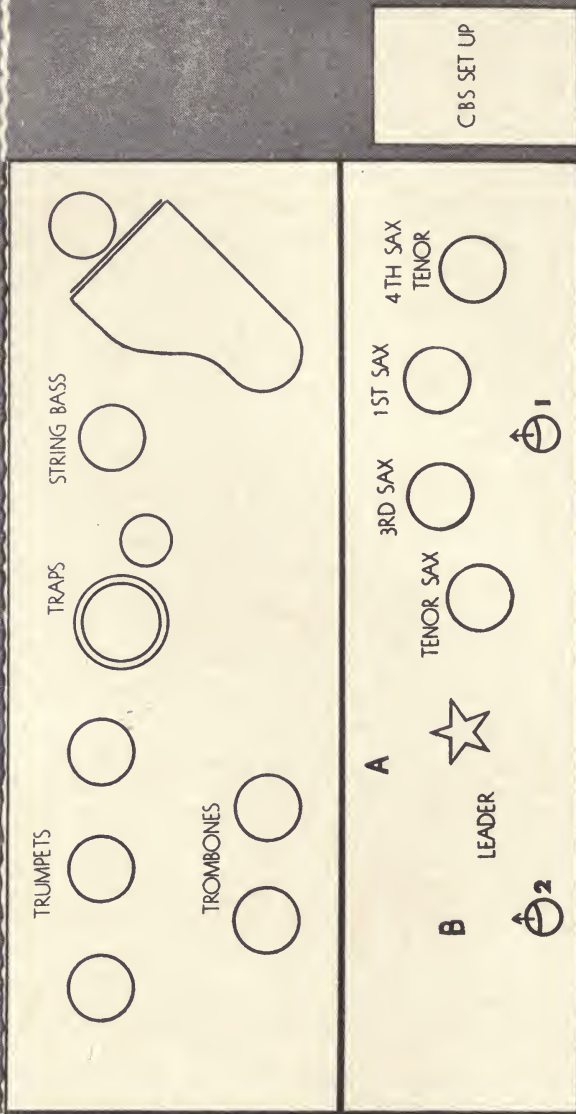 CBS SET UP
TRUMPETS
TRAPS
STRING BASS
TROMBONES
TENOR SAX
3RD SAX
1ST SAX
4TH SAX
TENOR
A
B
LEADER
2
1